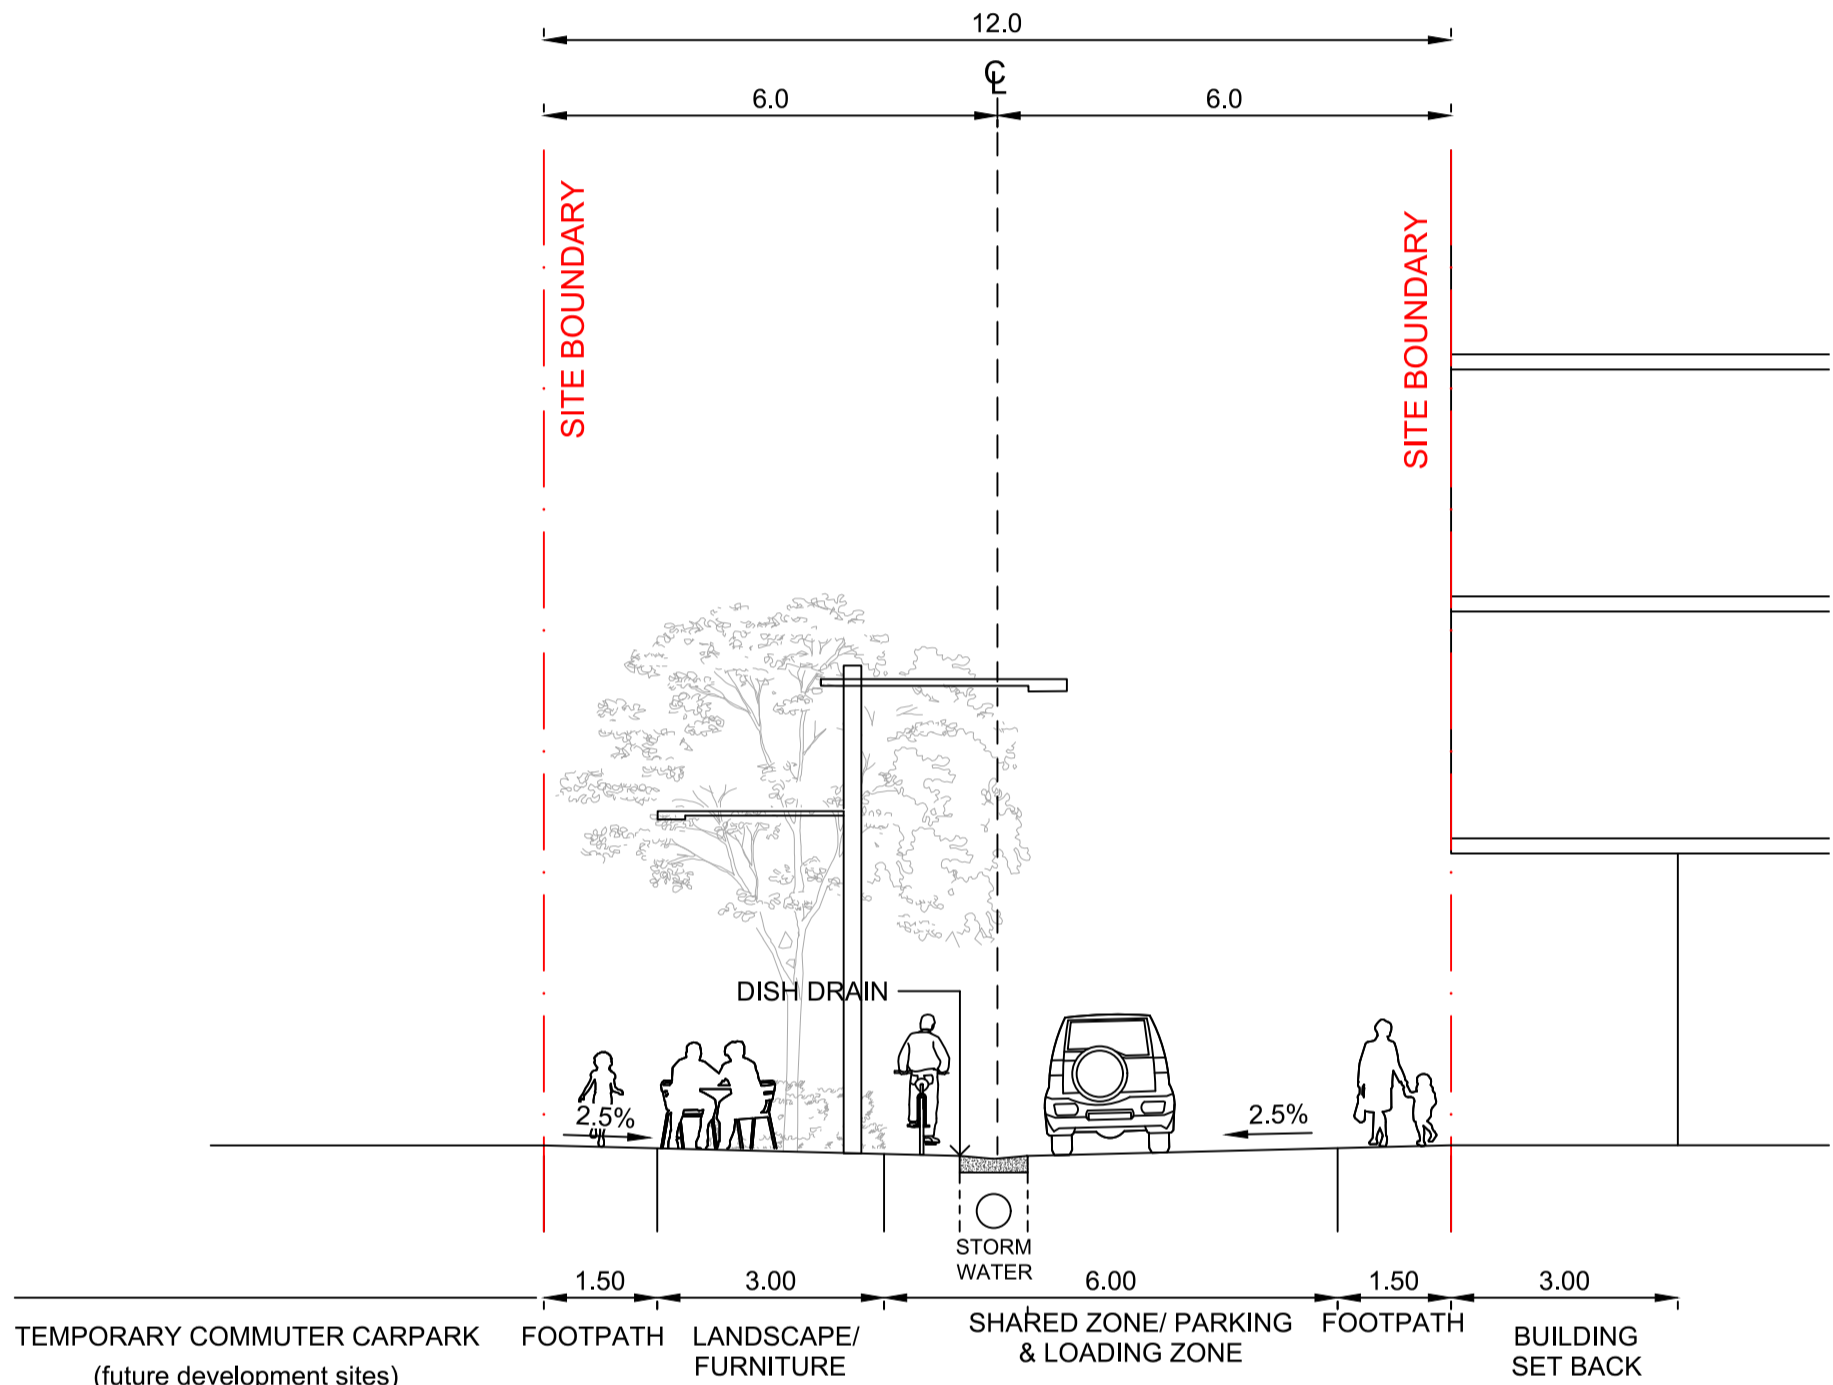 12.0
CL
6.0
6.0
SITE BOUNDARY
SITE BOUNDARY
DISH DRAIN
2.5%
2.5%
STORM
WATER
1.50
3.00
6.00
1.50
3.00
TEMPORARY COMMUTER CARPARK
(future development sites)
FOOTPATH
LANDSCAPE/
FURNITURE
SHARED ZONE/ PARKING
& LOADING ZONE
FOOTPATH
BUILDING
SET BACK